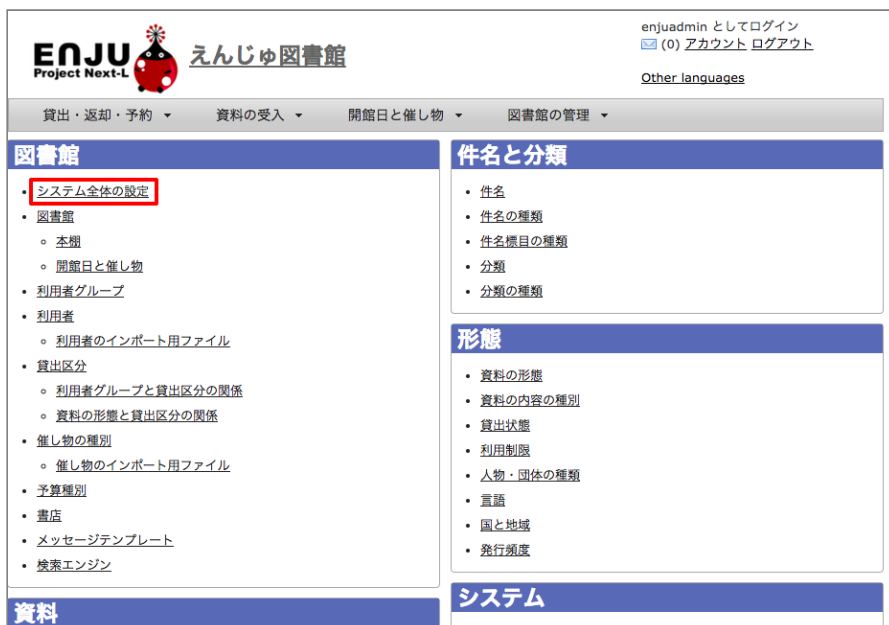 ENJU
Project Next-L
えんじゅ図書館
enjuadmin としてログイン
(0) アカウント ログアウト
Other languages
貸出・返却・予約 ▼ 資料の受入 ▼ 開館日と催し物 ▼ 図書館の管理 ▼
図書館
システム全体の設定
図書館
本棚
開館日と催し物
利用者グループ
利用者
利用者のインポート用ファイル
貸出区分
利用者グループと貸出区分の関係
資料の形態と貸出区分の関係
催し物の種別
催し物のインポート用ファイル
予算種別
書店
メッセージテンプレート
検索エンジン
資料
件名と分類
件名
件名の種類
件名標目の種類
分類
分類の種類
形態
資料の形態
資料の内容の種別
貸出状態
利用制限
人物・団体の種類
言語
国と地域
発行頻度
システム